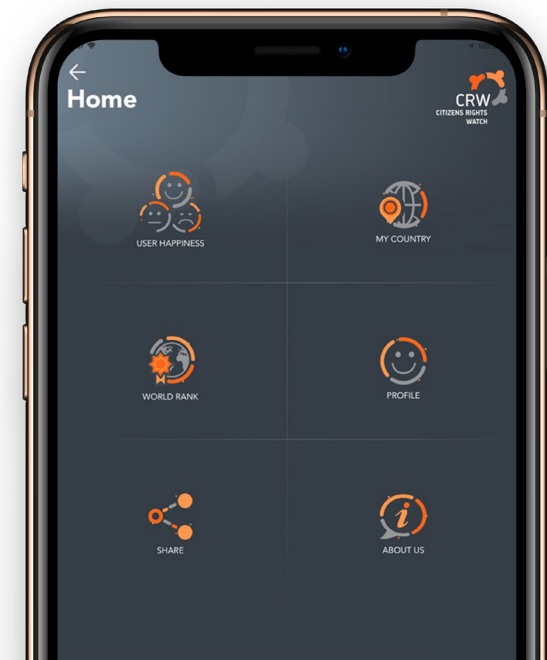 Home
CRW
CITIZENS RIGHTS
WATCH
USER HAPPINESS
MY COUNTRY
WORLD RANK
PROFILE
SHARE
i
ABOUT US